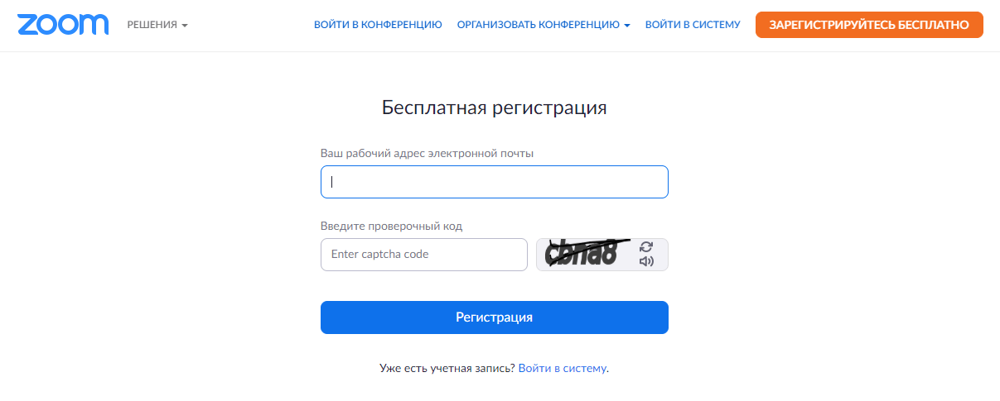 zoom
РЕШЕНИЯ
ВОЙТИ В КОНФЕРЕНЦИЮ
ОРГАНИЗОВАТЬ КОНФЕРЕНЦИЮ
ВОЙТИ В СИСТЕМУ
ЗАРЕГИСТРИРУЙТЕСЬ БЕСПЛАТНО
Бесплатная регистрация
Ваш рабочий адрес электронной почты
Введите проверочный код
Enter captcha code
Регистрация
Уже есть учетная запись? Войти в систему.